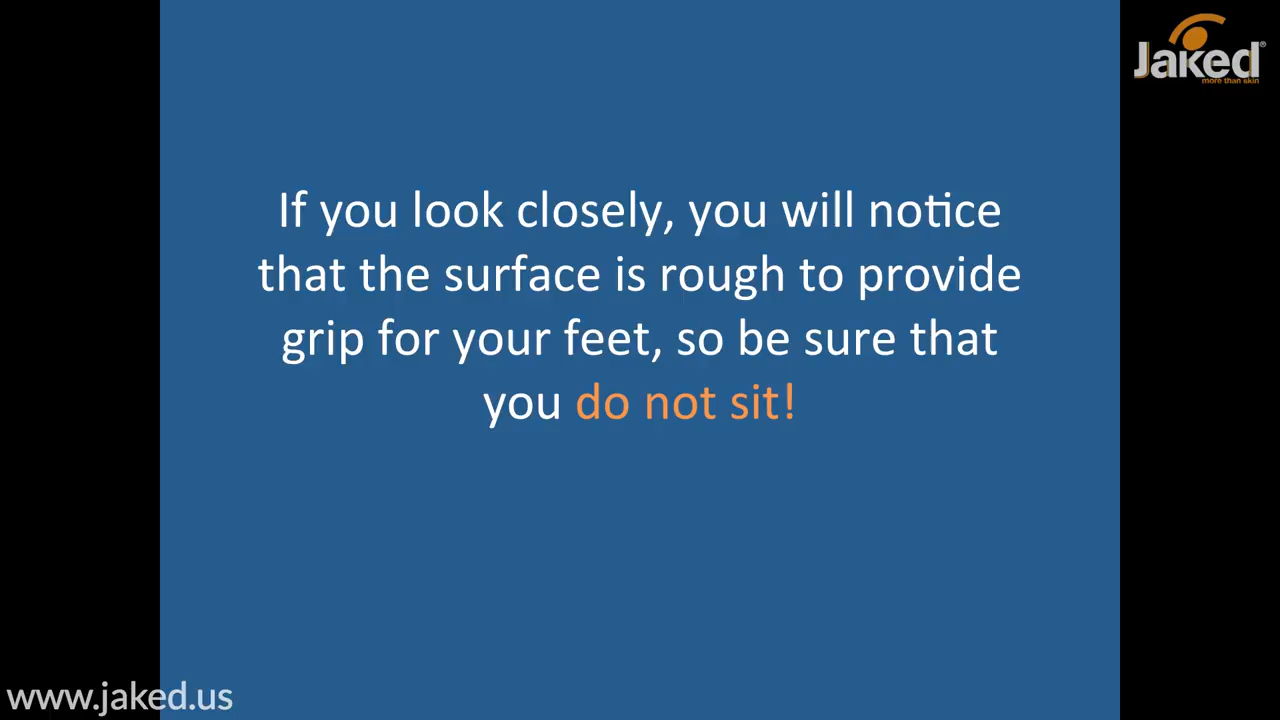 Jaked®
more than skin
If you look closely, you will notice
that the surface is rough to provide
grip for your feet, so be sure that
you do not sit!
www.jaked.us